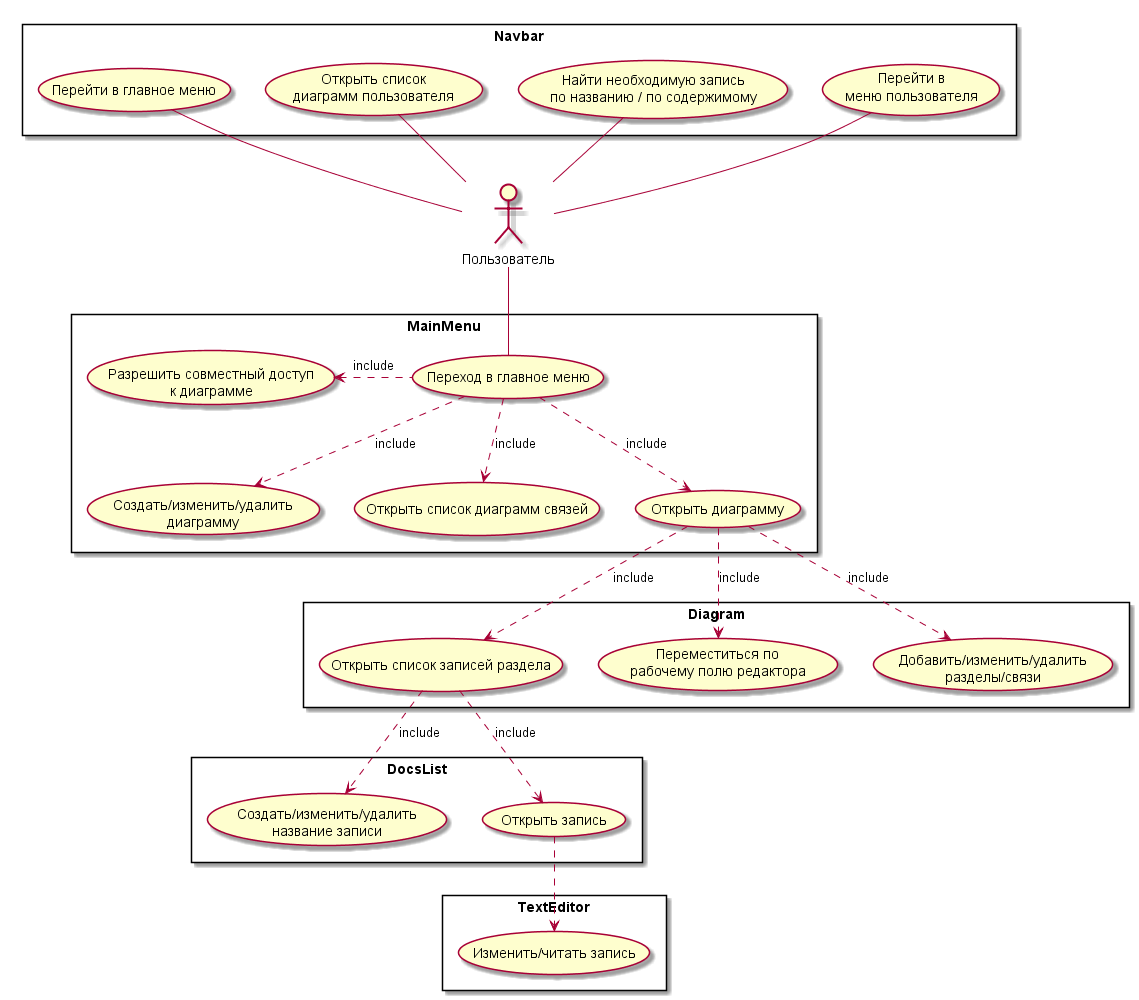 Navbar
Перейти в главное меню
Открыть список
диаграмм пользователя
Найти необходимую запись
по названию / по содержимому
Перейти в
меню пользователя
Пользователь
MainMenu
Разрешить совместный доступ
к диаграмме
include
Переход в главное меню
include
include
include
Создать/изменить/удалить
диаграмму
Открыть список диаграмм связей
Открыть диаграмму
include
include
include
Diagram
Открыть список записей раздела
Переместиться по
рабочему полю редактора
Добавить/изменить/удалить
разделы/связи
include
include
DocsList
Создать/изменить/удалить
название записи
Открыть запись
TextEditor
Изменить/читать запись